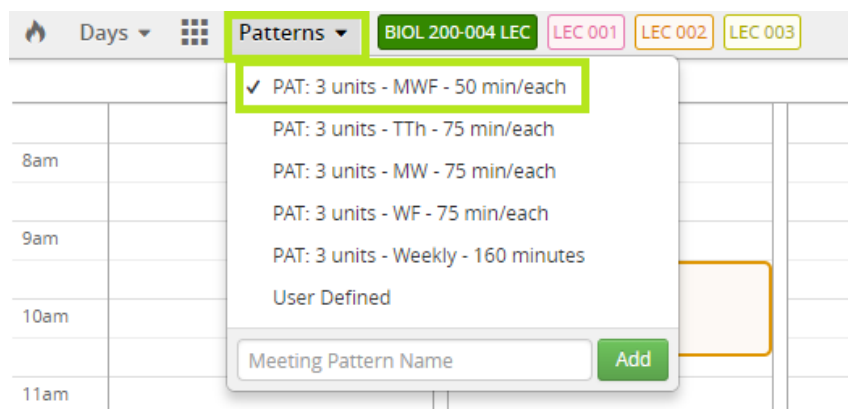 Days Patterns BIOL 200-004 LEC LEC 001 LEC 002 LEC 003
✓ PAT: 3 units - MWF - 50 min/each
PAT: 3 units - TTh - 75 min/each
8am
PAT: 3 units - MW - 75 min/each
PAT: 3 units - WF - 75 min/each
9am
PAT: 3 units - Weekly - 160 minutes
User Defined
10am
Meeting Pattern Name Add
11am